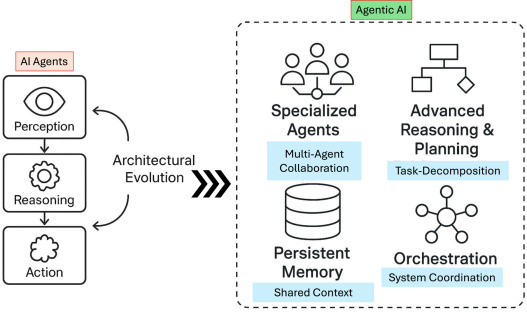 Agentic AI
AI Agents
Perception
Reasoning
Action
Architectural
Evolution
Specialized
Agents
Multi-Agent
Collaboration
Advanced
Reasoning &
Planning
Task-Decomposition
Persistent
Memory
Shared Context
Orchestration
System Coordination